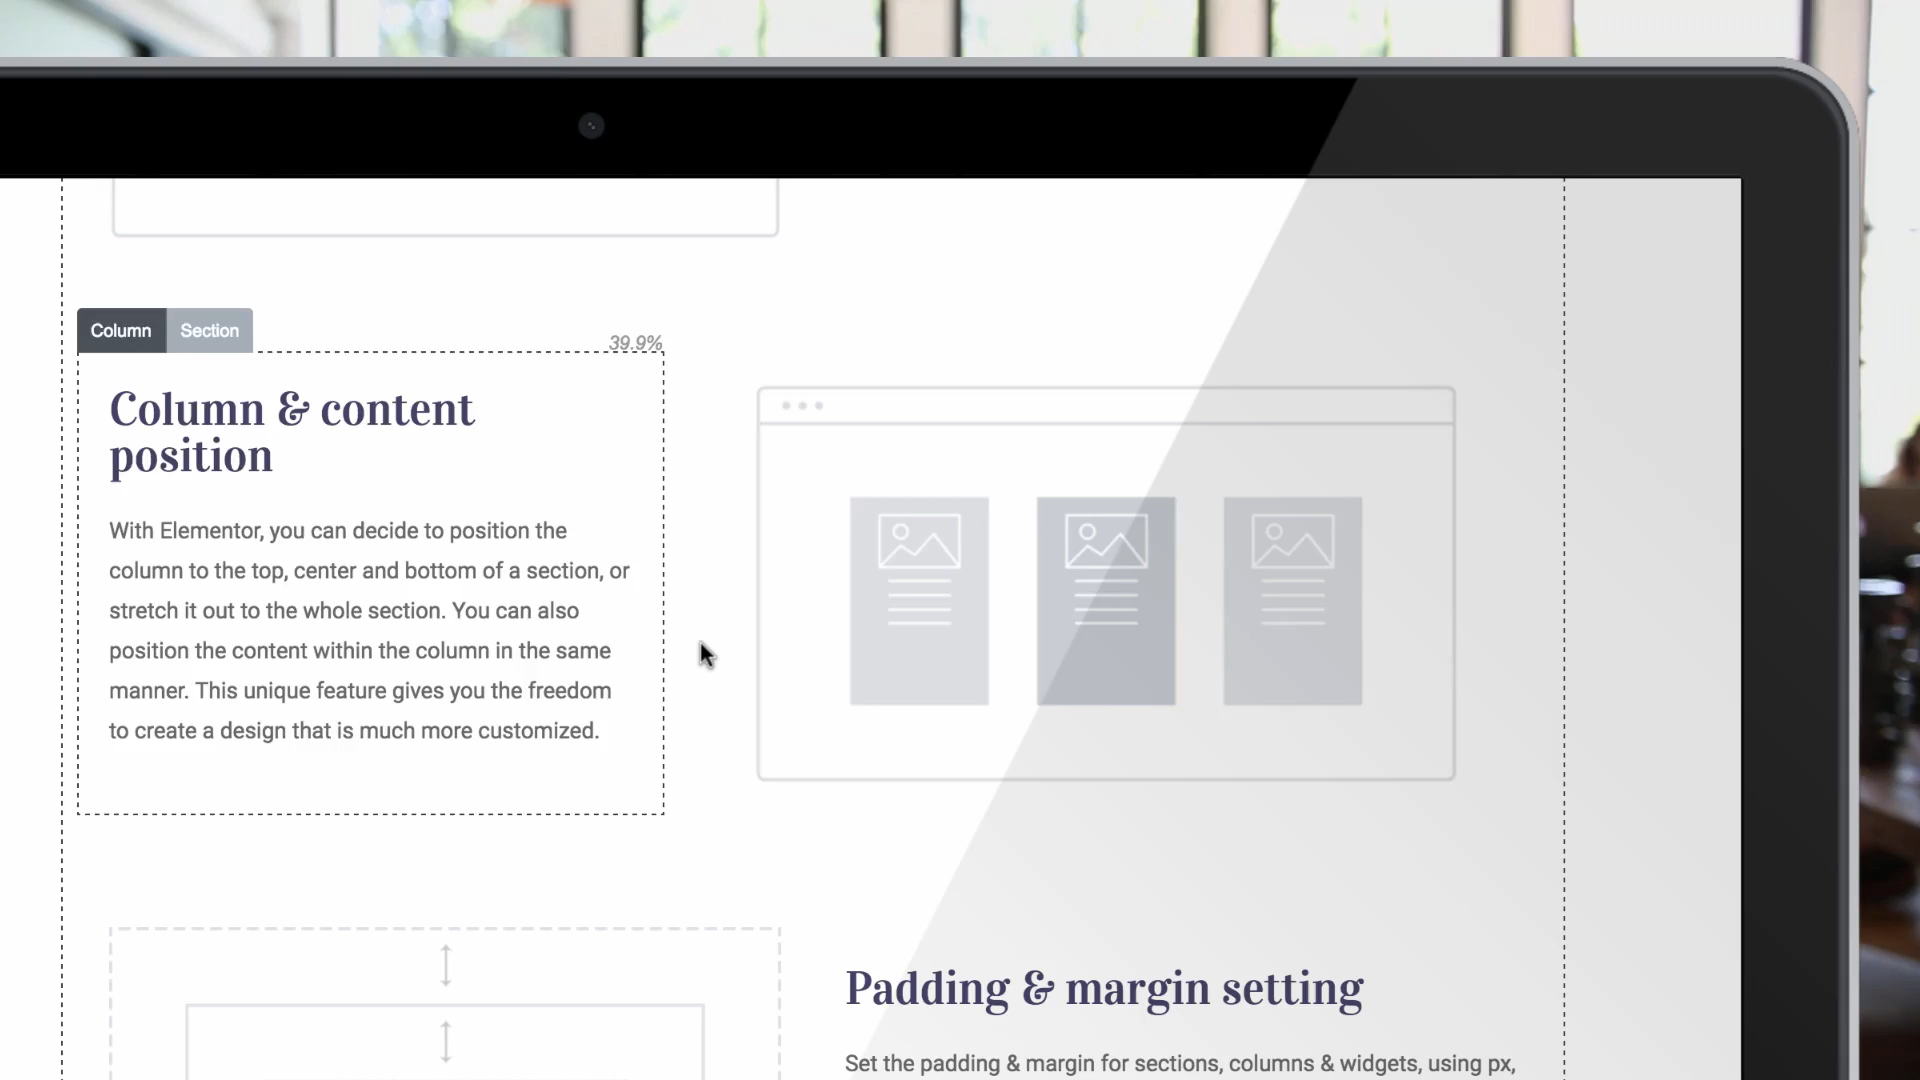 Column
Section
39.9%
Column & content
position
With Elementor, you can decide to position the
column to the top, center and bottom of a section, or
stretch it out to the whole section. You can also
position the content within the column in the same
manner. This unique feature gives you the freedom
to create a design that is much more customized.
Padding & margin setting
Set the padding & margin for sections, columns & widgets, using px,